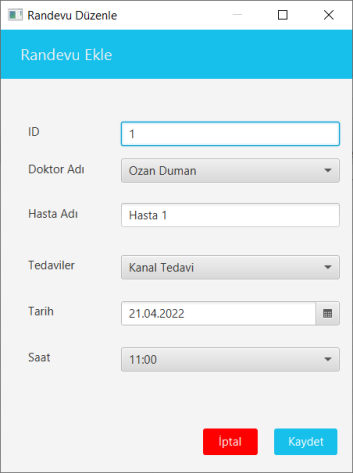 Randevu Düzenle
Randevu Ekle
ID
1
Doktor Adı
Ozan Duman
Hasta Adı
Hasta 1
Tedaviler
Kanal Tedavi
Tarih
21.04.2022
Saat
11:00
İptal
Kaydet